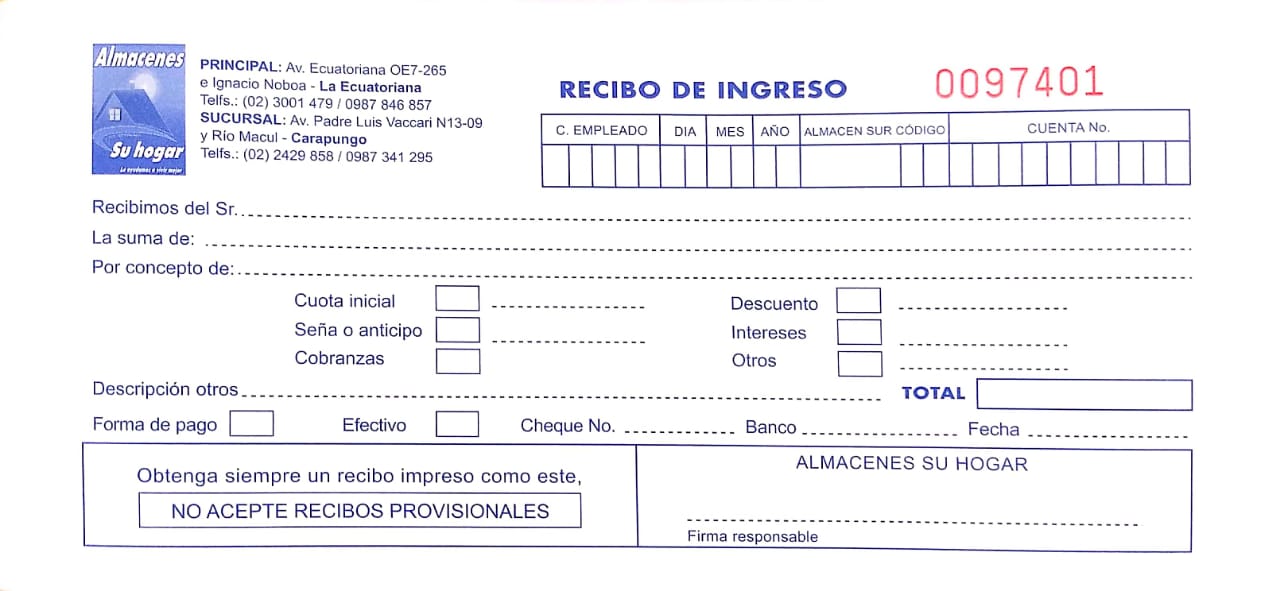 Almacenes
Su hogar
Le ayudamos a vivir mejor
PRINCIPAL: Av. Ecuatoriana OE7-265
e Ignacio Noboa - La Ecuatoriana
Telfs.: (02) 3001 479 / 0987 846 857
SUCURSAL: Av. Padre Luis Vaccari N13-09
y Río Macul - Carapungo
Telfs.: (02) 2429 858 / 0987 341 295
RECIBO DE INGRESO
0097401
C. EMPLEADO DIA MES AÑO ALMACEN SUR CÓDIGO CUENTA No.
Recibimos del Sr.
La suma de:
Por concepto de:
Cuota inicial Descuento
Seña o anticipo Intereses
Cobranzas Otros
Descripción otros TOTAL
Forma de pago Efectivo Cheque No. Banco Fecha
Obtenga siempre un recibo impreso como este,
NO ACEPTE RECIBOS PROVISIONALES
ALMACENES SU HOGAR
Firma responsable